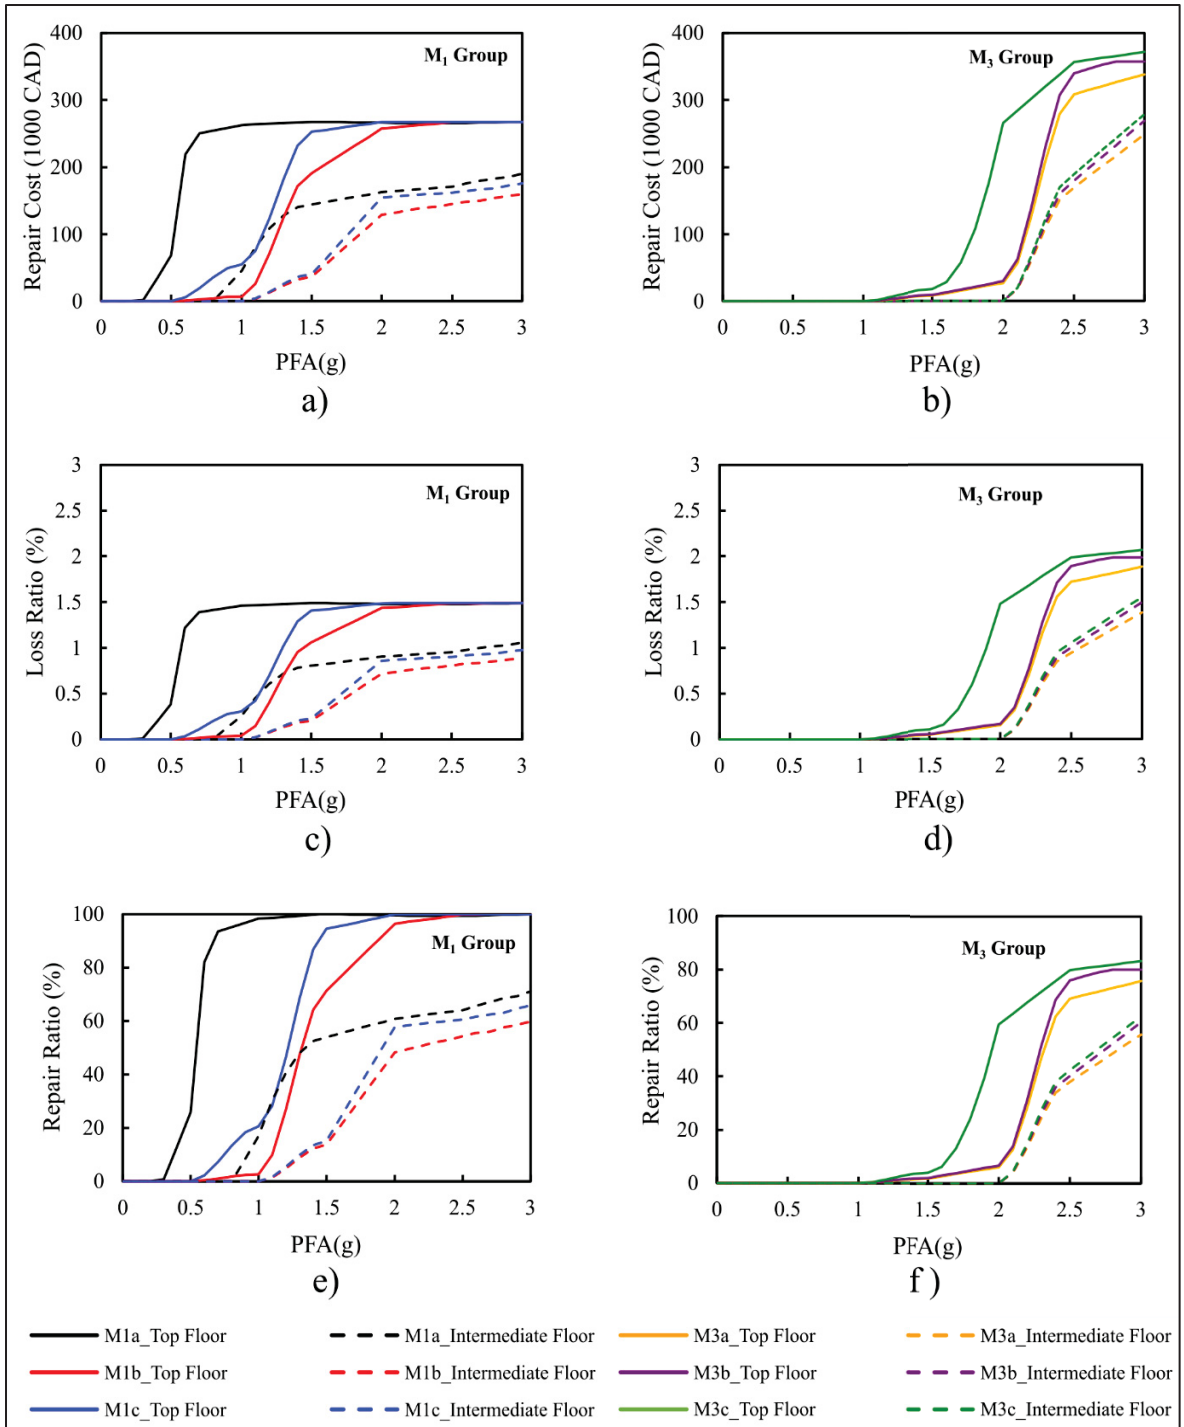 400
300
200
100
0
Repair Cost (1000 CAD)
M₁ Group
0 0.5 1 1.5 2 2.5 3
PFA(g)
a)
400
300
200
100
0
Repair Cost (1000 CAD)
M₃ Group
0 0.5 1 1.5 2 2.5 3
PFA(g)
b)
3
2.5
2
1.5
1
0.5
0
Loss Ratio (%)
M₁ Group
0 0.5 1 1.5 2 2.5 3
PFA(g)
c)
3
2.5
2
1.5
1
0.5
0
Loss Ratio (%)
M₃ Group
0 0.5 1 1.5 2 2.5 3
PFA(g)
d)
100
80
60
40
20
0
Repair Ratio (%)
M₁ Group
0 0.5 1 1.5 2 2.5 3
PFA(g)
e)
100
80
60
40
20
0
Repair Ratio (%)
M₃ Group
0 0.5 1 1.5 2 2.5 3
PFA(g)
f )
M1a_Top Floor M1a_Intermediate Floor M3a_Top Floor M3a_Intermediate Floor
M1b_Top Floor M1b_Intermediate Floor M3b_Top Floor M3b_Intermediate Floor
M1c_Top Floor M1c_Intermediate Floor M3c_Top Floor M3c_Intermediate Floor